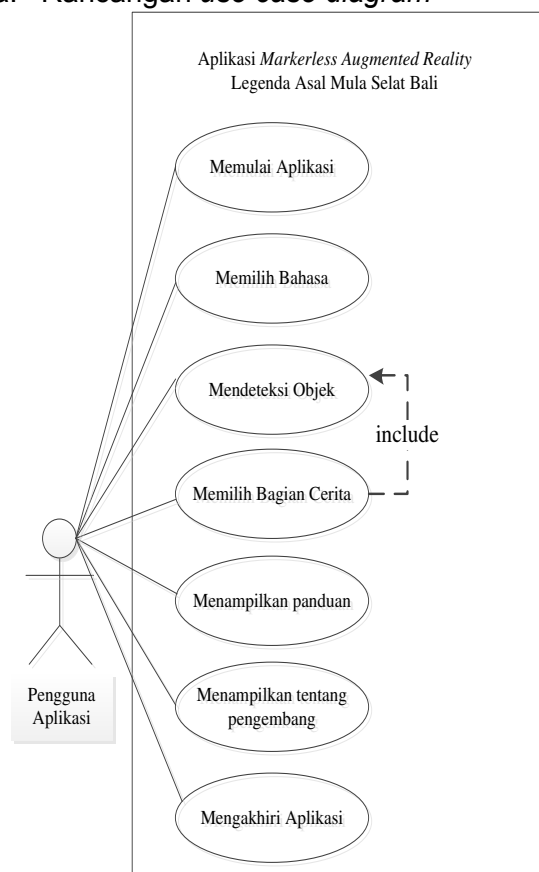 a. Rancangan use case diagram
Aplikasi Markerless Augmented Reality
Legenda Asal Mula Selat Bali
Memulai Aplikasi
Memilih Bahasa
Mendeteksi Objek
include
Memilih Bagian Cerita
Menampilkan panduan
Pengguna
Aplikasi
Menampilkan tentang
pengembang
Mengakhiri Aplikasi